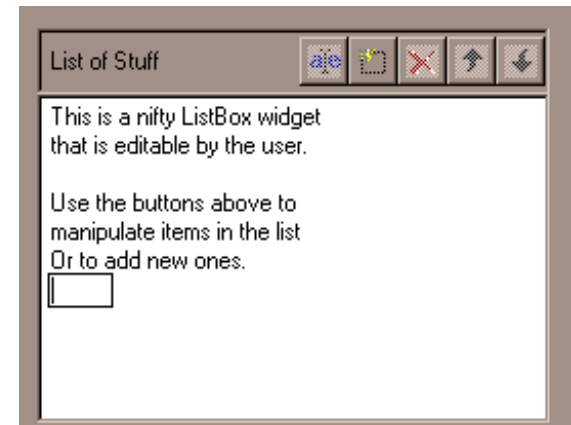 List of Stuff
a|e
This is a nifty ListBox widget
that is editable by the user.
Use the buttons above to
manipulate items in the list
Or to add new ones.